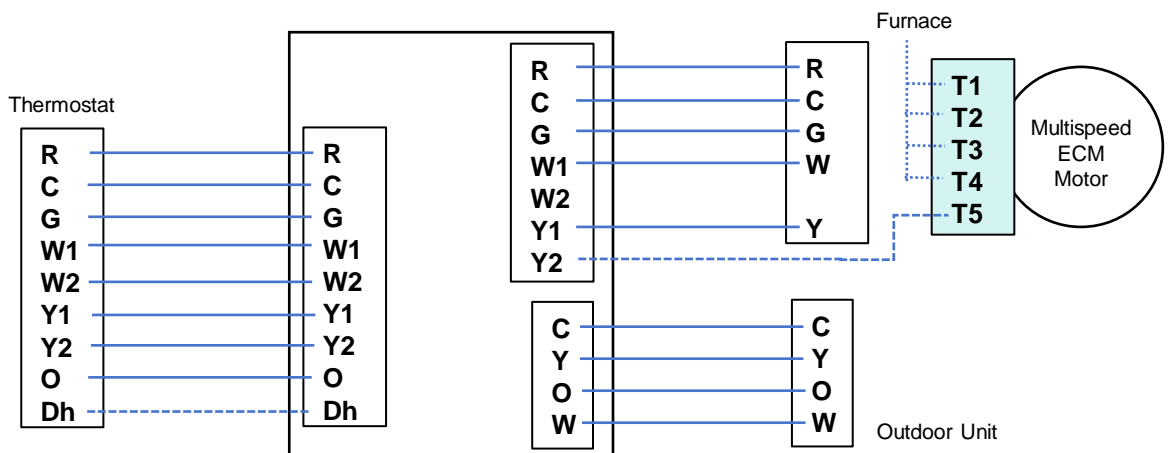 Thermostat
R
C
G
W1
W2
Y1
Y2
O
Dh
R
C
G
W1
W2
Y1
Y2
O
Dh
R
C
G
W1
W2
Y1
Y2
R
C
G
W
Y
C
Y
O
W
C
Y
O
W
Outdoor Unit
Furnace
T1
T2
T3
T4
T5
Multispeed
ECM
Motor